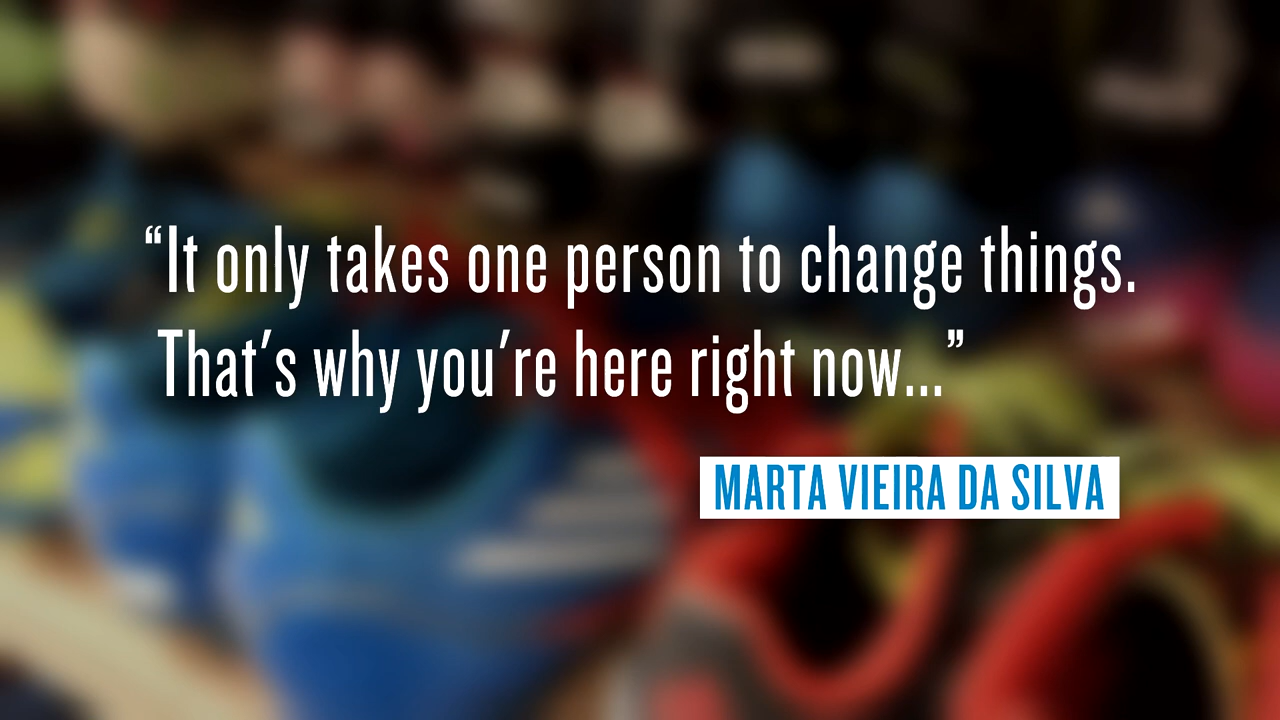 “It only takes one person to change things.
That’s why you’re here right now...”
MARTA VIEIRA DA SILVA